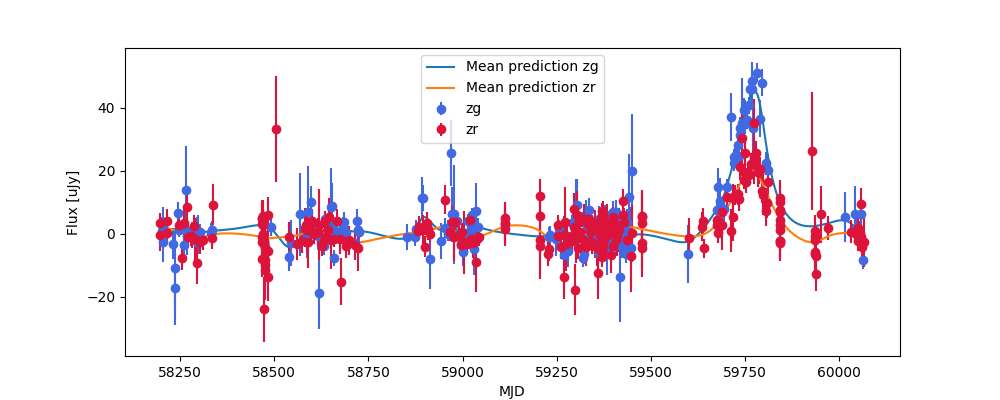 Mean prediction zg
Mean prediction zr
zg
zr
Flux [uJy]
40
20
0
−20
58250 58500 58750 59000 59250 59500 59750 60000
MJD